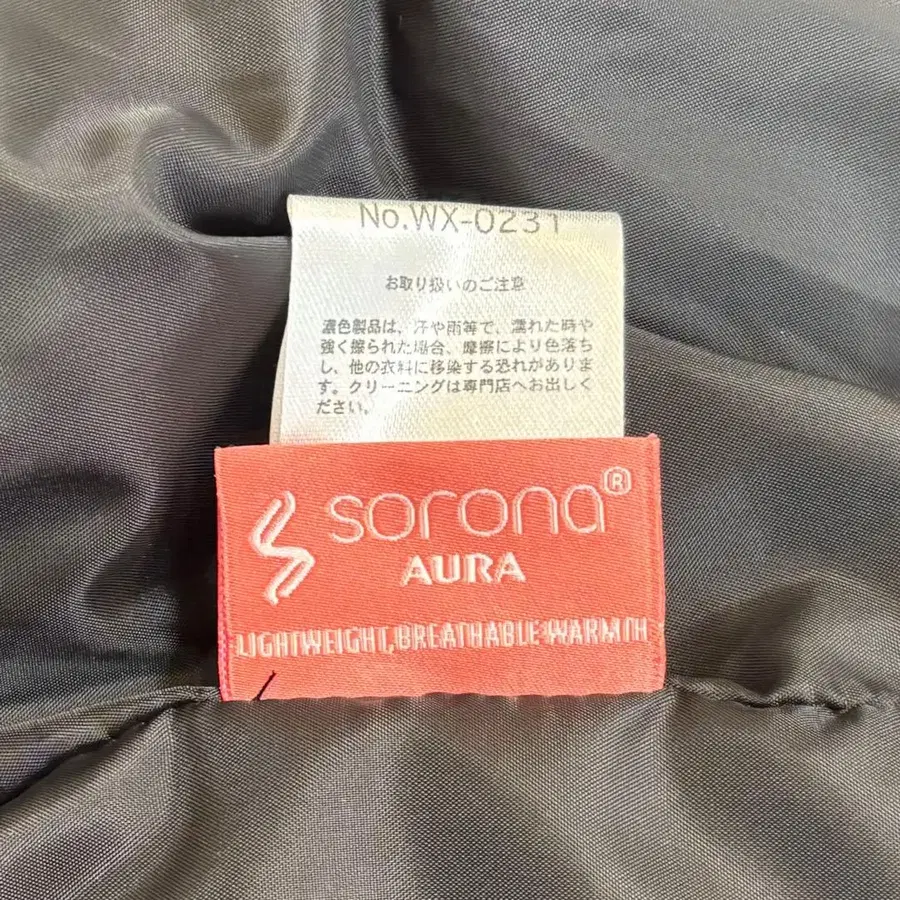 No.WX-0231
お取り扱いのご注意
濃色製品は、汗や雨等で、濡れた時や
強く擦られた場合、摩擦により色落ち
し、他の衣料に移染する恐れがありま
す。クリーニングは専門店へお出しく
ださい。
sorona®
AURA
LIGHTWEIGHT,BREATHABLE WARMTH